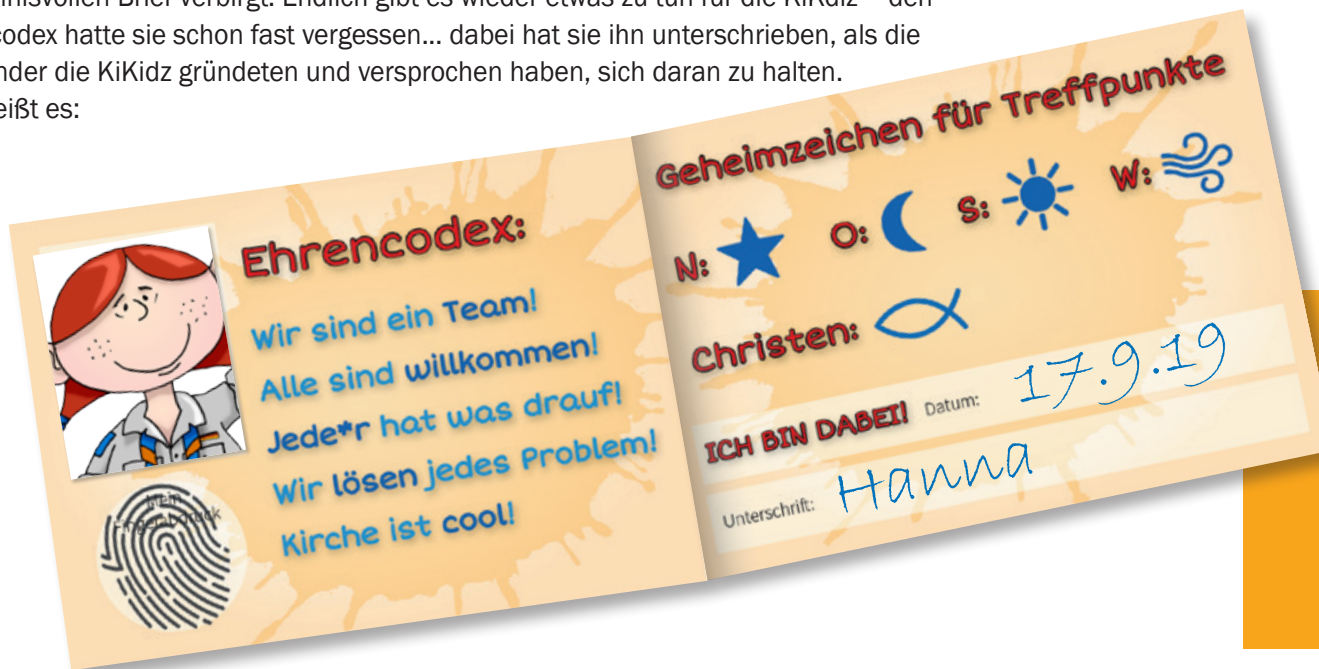 nisvollen Brief verbirgt. Endlich gibt es wieder etwas zu tun für die KiKidz – den
codex hatte sie schon fast vergessen... dabei hat sie ihn unterschrieben, als die
nder die KiKidz gründeten und versprochen haben, sich daran zu halten.
eißt es:
Ehrencodex:
Wir sind ein Team!
Alle sind willkommen!
Jede*r hat was drauf!
Wir lösen jedes Problem!
Kirche ist cool!
Mein
Fingerabdruck
Geheimzeichen für Treffpunkte
N: O: S: W:
Christen:
ICH BIN DABEI! Datum: 17.9.19
Unterschrift: Hanna